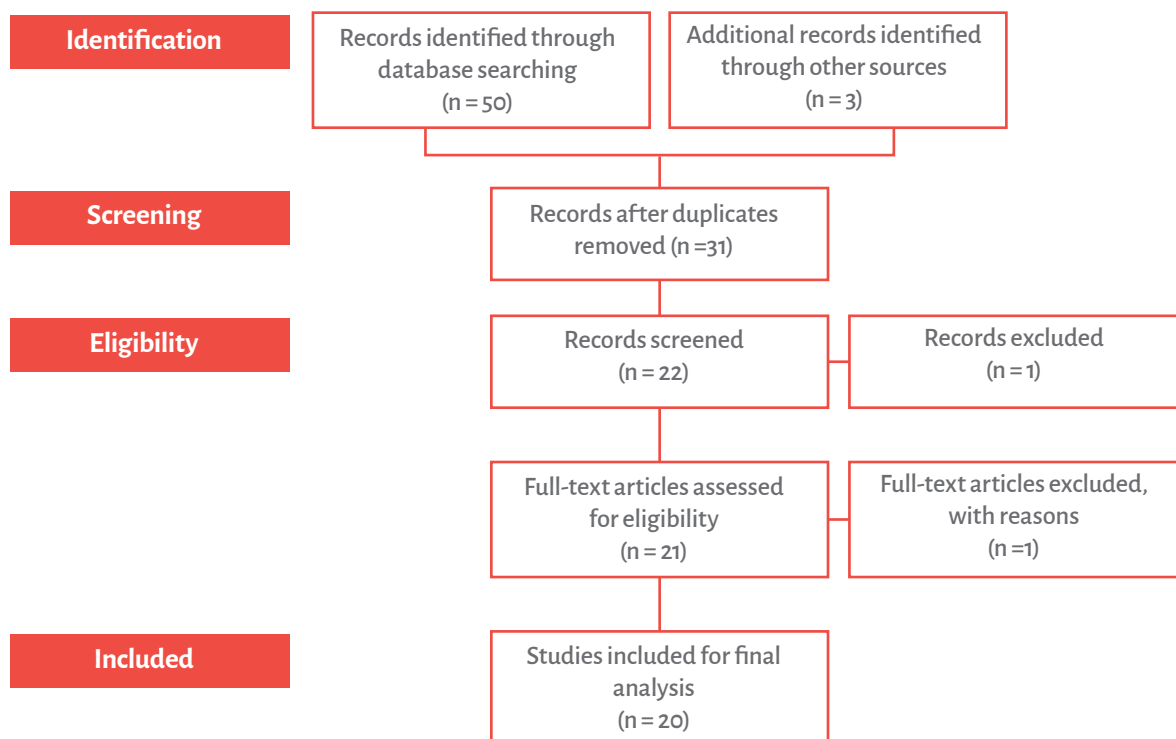 Identification
Records identified through
database searching
(n = 50)
Additional records identified
through other sources
(n = 3)
Screening
Records after duplicates
removed (n =31)
Eligibility
Records screened
(n = 22)
Records excluded
(n = 1)
Full-text articles assessed
for eligibility
(n = 21)
Full-text articles excluded,
with reasons
(n =1)
Included
Studies included for final
analysis
(n = 20)